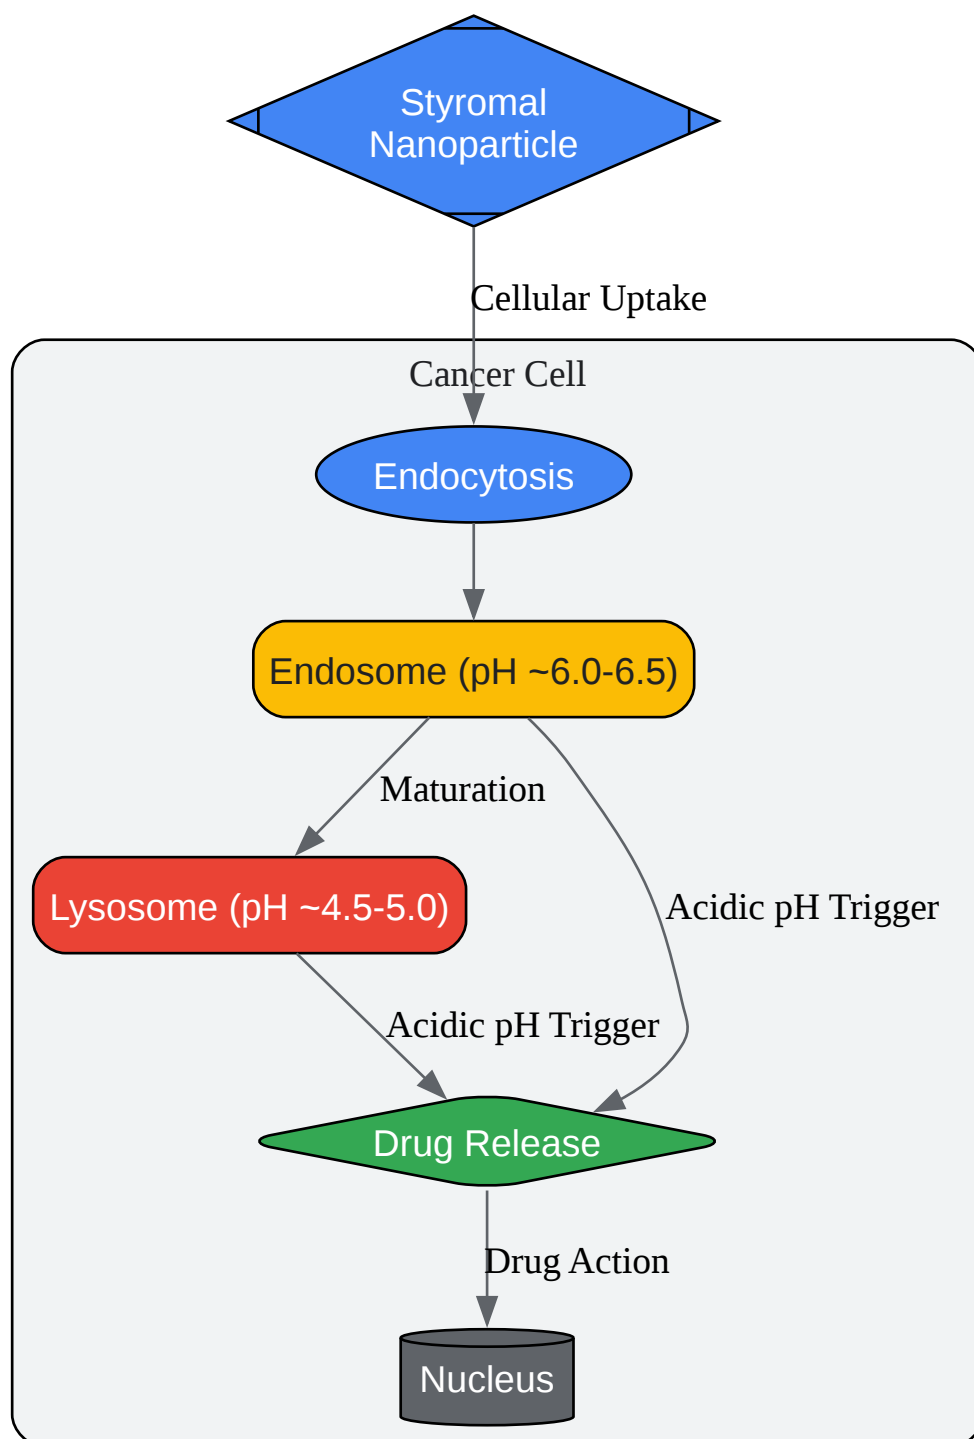 Styromal
Nanoparticle
Cellular Uptake
Cancer Cell
Endocytosis
Endosome (pH ~6.0-6.5)
Maturation
Lysosome (pH ~4.5-5.0)
Acidic pH Trigger
Acidic pH Trigger
Drug Release
Drug Action
Nucleus